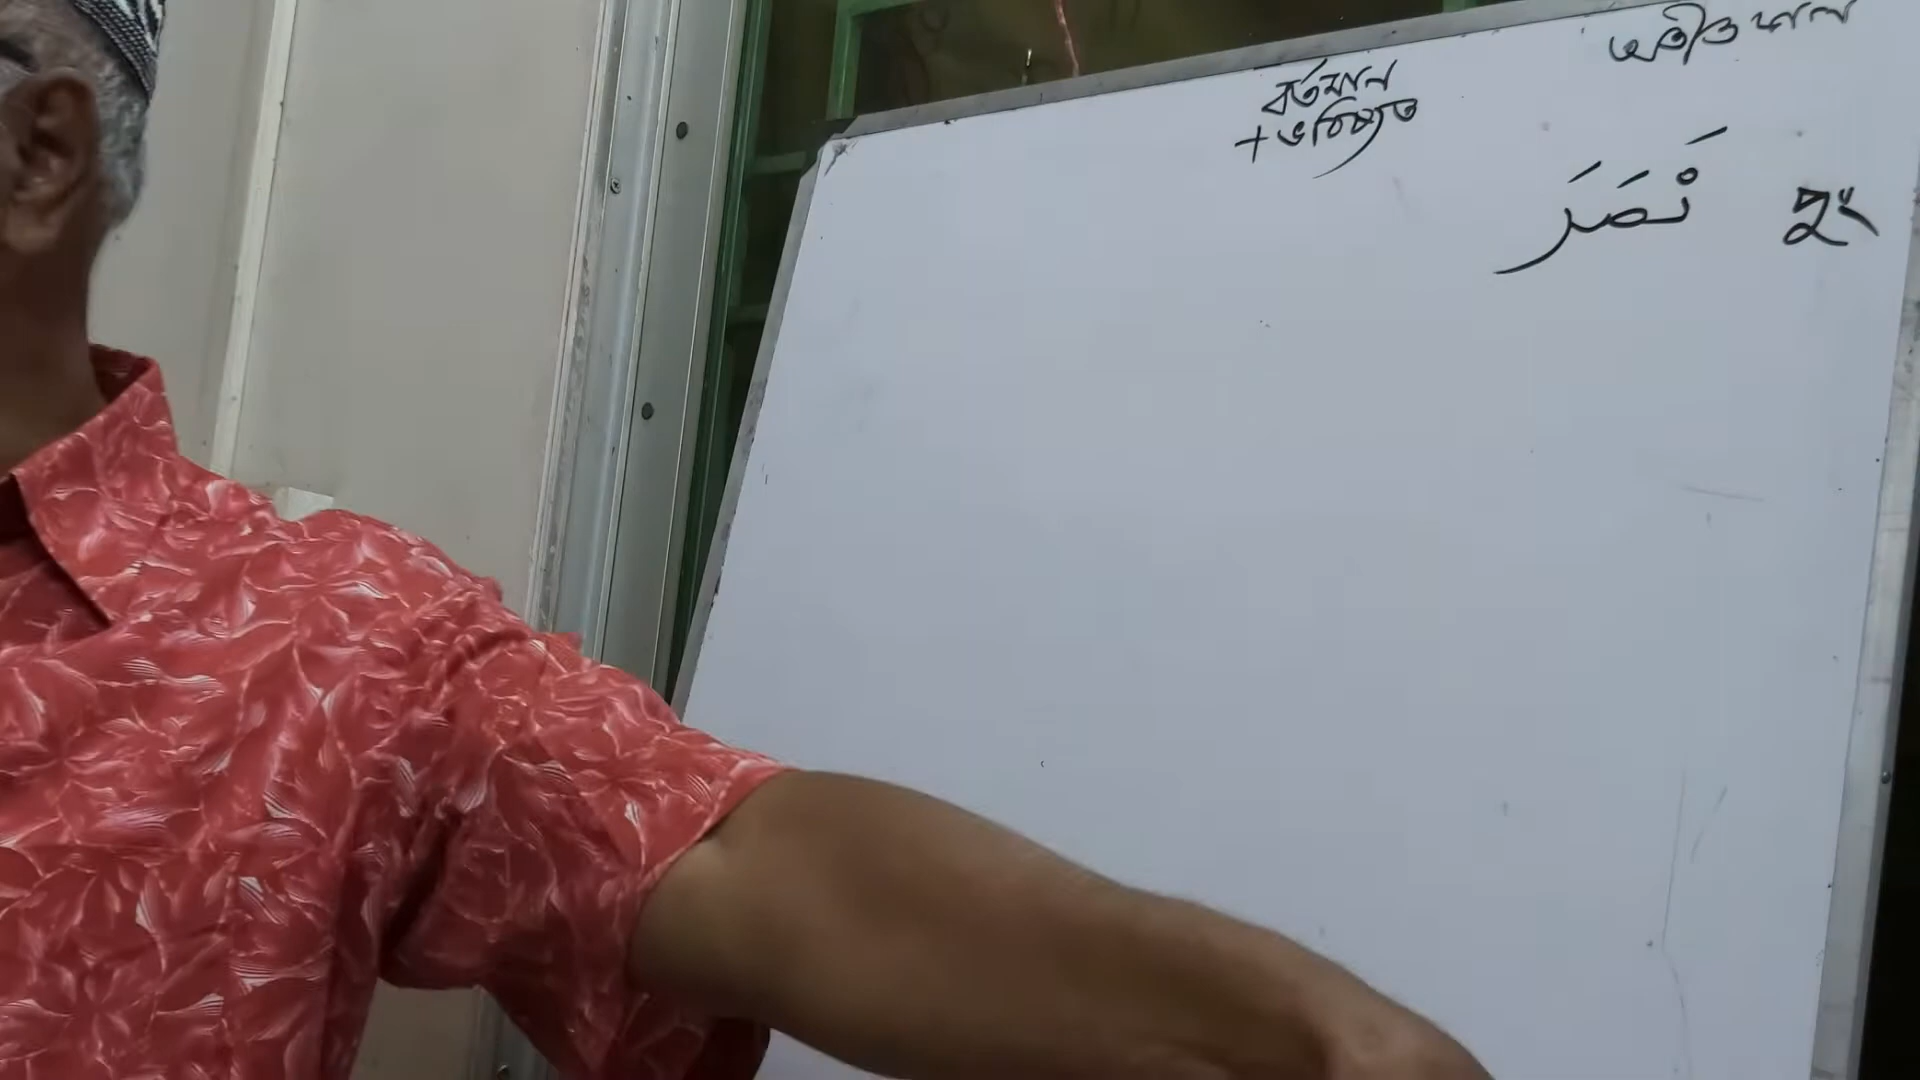 অতীত কাল
বর্তমান
+ ভবিষ্যত
نَصَرَ
পুং